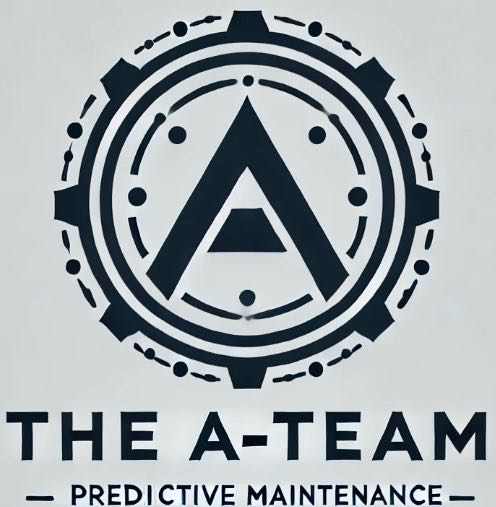 A
THE A-TEAM
— PREDICTIVE MAINTENANCE —